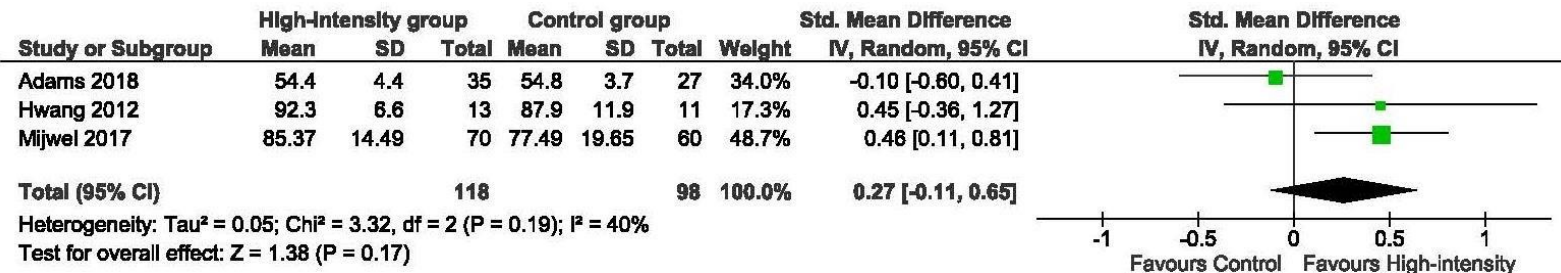 High-intensity group Control group Std. Mean Difference Std. Mean Difference
Study or Subgroup Mean SD Total Mean SD Total Weight IV, Random, 95% CI IV, Random, 95% CI
Adams 2018 54.4 4.4 35 54.8 3.7 27 34.0% -0.10 [-0.60, 0.41]
Hwang 2012 92.3 6.6 13 87.9 11.9 11 17.3% 0.45 [-0.36, 1.27]
Mijwel 2017 85.37 14.49 70 77.49 19.65 60 48.7% 0.46 [0.11, 0.81]
Total (95% CI) 118 98 100.0% 0.27 [-0.11, 0.65]
Heterogeneity: Tau² = 0.05; Chi² = 3.32, df = 2 (P = 0.19); I² = 40%
Test for overall effect: Z = 1.38 (P = 0.17)
-1 -0.5 0 0.5 1
Favours Control Favours High-intensity